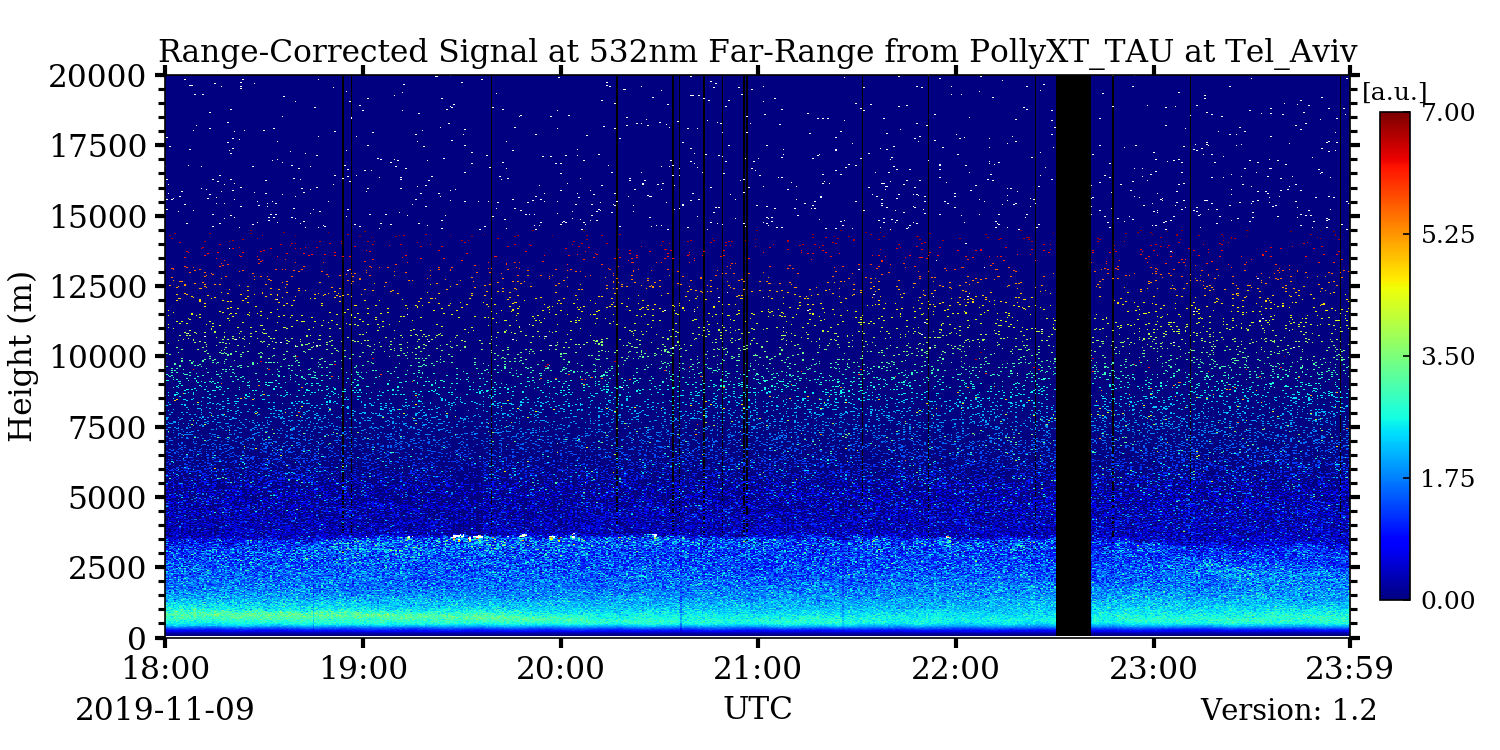 Range-Corrected Signal at 532nm Far-Range from PollyXT_TAU at Tel_Aviv
[a.u.]
20000
17500
15000
12500
10000
7500
5000
2500
0
Height (m)
7.00
5.25
3.50
1.75
0.00
18:00 19:00 20:00 21:00 22:00 23:00 23:59
2019-11-09 UTC Version: 1.2